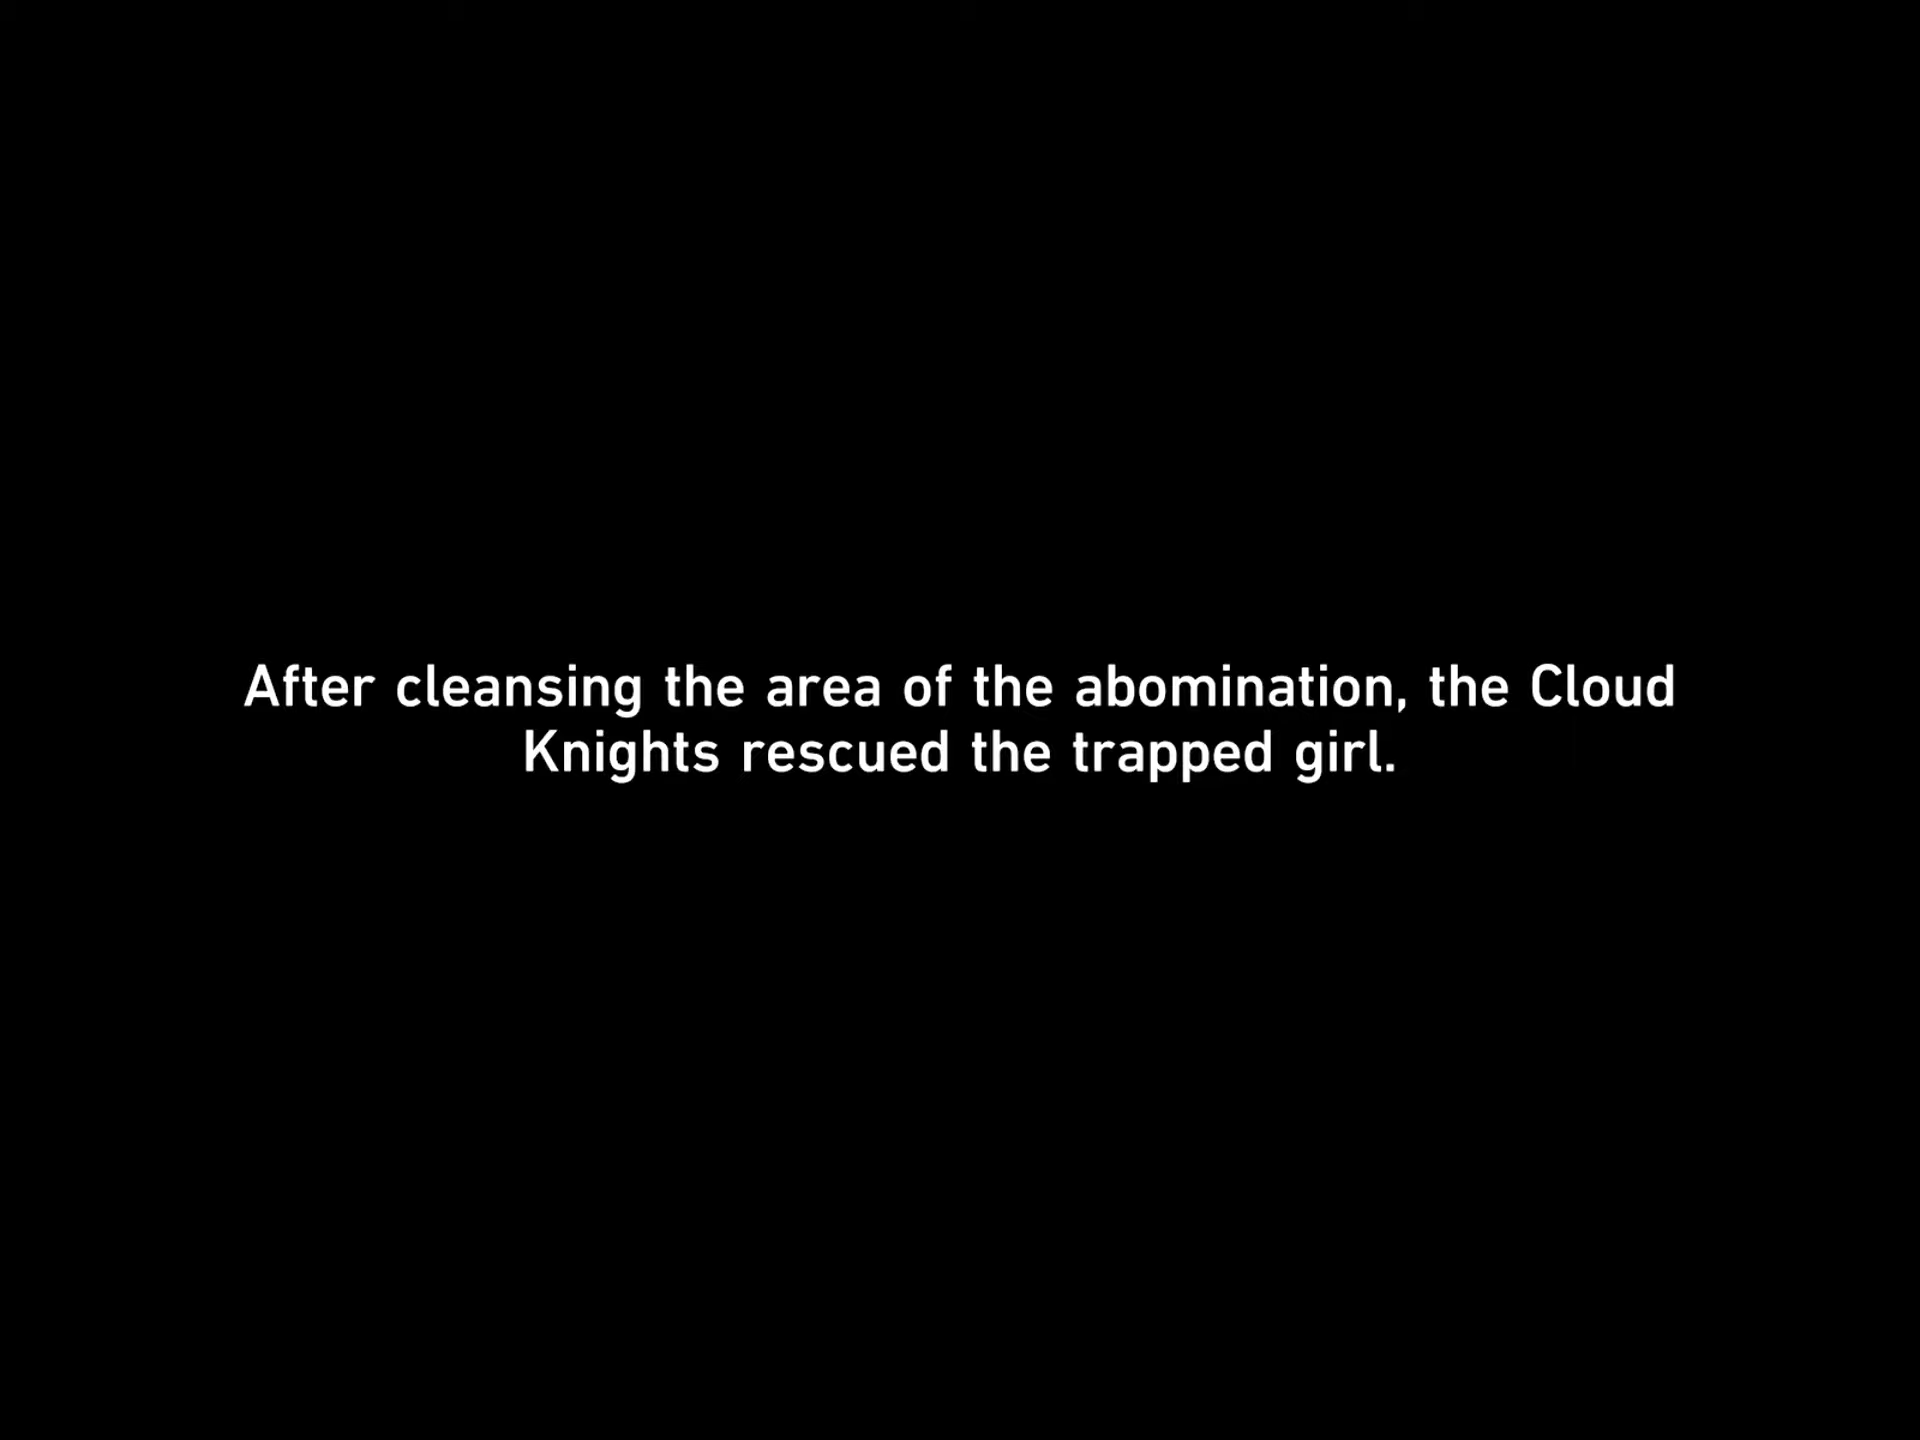 After cleansing the area of the abomination, the Cloud
Knights rescued the trapped girl.